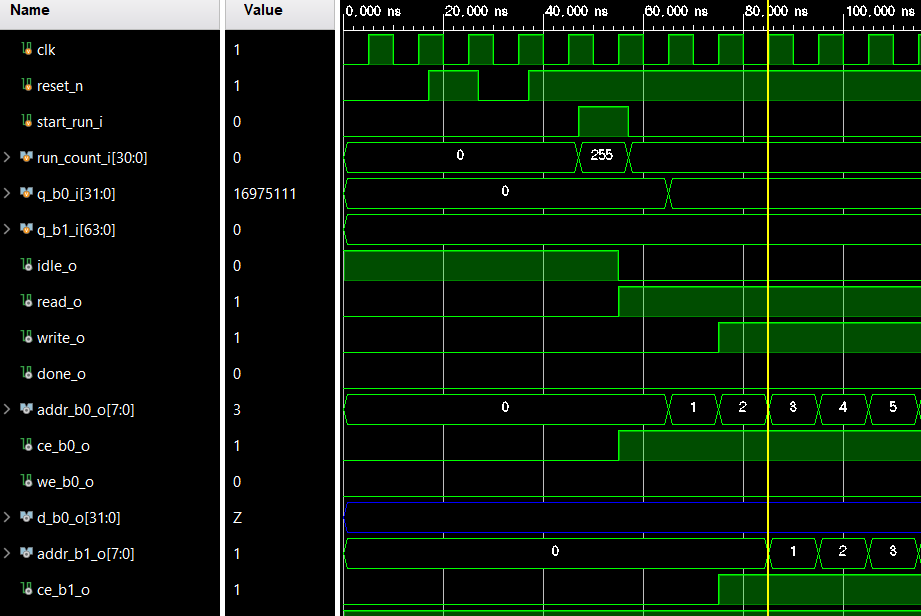 Name Value 0,000 ns 20,000 ns 40,000 ns 60,000 ns 80,000 ns 100,000 ns
clk 1
reset_n 1
start_run_i 0
run_count_i[30:0] 0 0 255
q_b0_i[31:0] 16975111 0
q_b1_i[63:0] 0
idle_o 0
read_o 1
write_o 1
done_o 0
addr_b0_o[7:0] 3 0 1 2 3 4 5
ce_b0_o 1
we_b0_o 0
d_b0_o[31:0] Z
addr_b1_o[7:0] 1 0 1 2 3
ce_b1_o 1